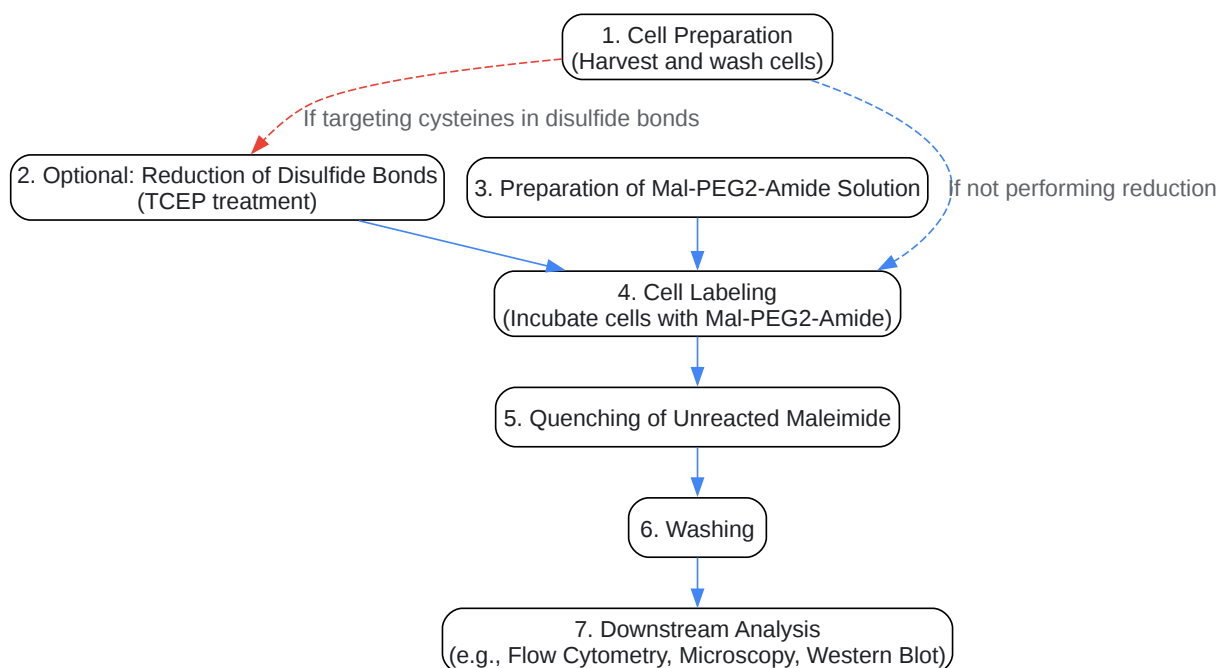 1. Cell Preparation
(Harvest and wash cells)
If targeting cysteines in disulfide bonds
2. Optional: Reduction of Disulfide Bonds
(TCEP treatment)
3. Preparation of Mal-PEG2-Amide Solution
If not performing reduction
4. Cell Labeling
(Incubate cells with Mal-PEG2-Amide)
5. Quenching of Unreacted Maleimide
6. Washing
7. Downstream Analysis
(e.g., Flow Cytometry, Microscopy, Western Blot)